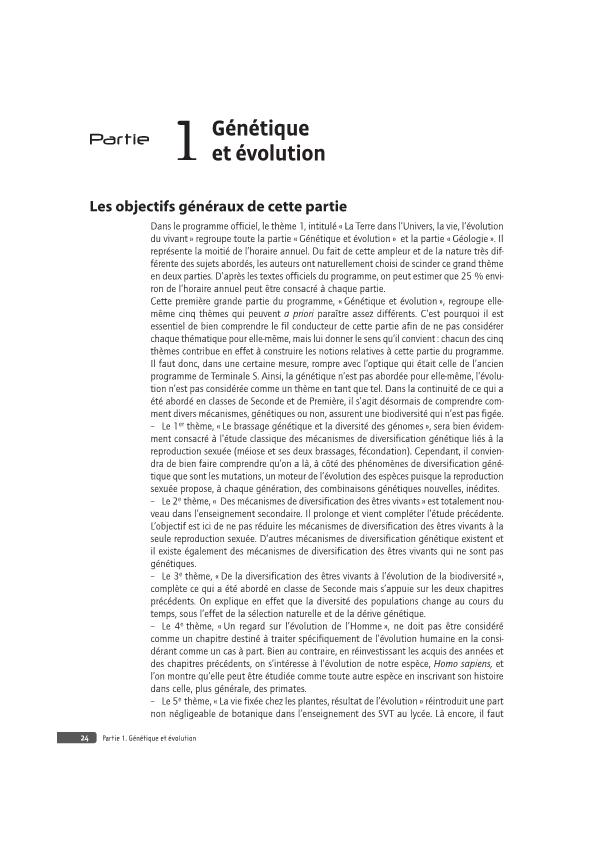 Partie 1 Génétique
et évolution
Les objectifs généraux de cette partie
Dans le programme officiel, le thème 1, intitulé « La Terre dans l'Univers, la vie, l'évolution
du vivant » regroupe toute la partie « Génétique et évolution » et la partie « Géologie ». Il
représente la moitié de l'horaire annuel. Du fait de cette ampleur et de la nature très dif-
férente des sujets abordés, les auteurs ont naturellement choisi de scinder ce grand thème
en deux parties. D'après les textes officiels du programme, on peut estimer que 25 % envi-
ron de l'horaire annuel peut être consacré à chaque partie.
Cette première grande partie du programme, « Génétique et évolution », regroupe elle-
même cinq thèmes qui peuvent a priori paraître assez différents. C'est pourquoi il est
essentiel de bien comprendre le fil conducteur de cette partie afin de ne pas considérer
chaque thématique pour elle-même, mais lui donner le sens qu'il convient : chacun des cinq
thèmes contribue en effet à construire les notions relatives à cette partie du programme.
Il faut donc, dans une certaine mesure, rompre avec l'optique qui était celle de l'ancien
programme de Terminale S. Ainsi, la génétique n'est pas abordée pour elle-même, l'évolu-
tion n'est pas considérée comme un thème en tant que tel. Dans la continuité de ce qui a
été abordé en classes de Seconde et de Première, il s'agit désormais de comprendre com-
ment divers mécanismes, génétiques ou non, assurent une biodiversité qui n'est pas figée.
– Le 1er thème, « Le brassage génétique et la diversité des génomes », sera bien évidem-
ment consacré à l'étude classique des mécanismes de diversification génétique liés à la
reproduction sexuée (méiose et ses deux brassages, fécondation). Cependant, il convien-
dra de bien faire comprendre qu'on a là, à côté des phénomènes de diversification géné-
tique que sont les mutations, un moteur de l'évolution des espèces puisque la reproduction
sexuée propose, à chaque génération, des combinaisons génétiques nouvelles, inédites.
– Le 2e thème, « Des mécanismes de diversification des êtres vivants » est totalement nou-
veau dans l'enseignement secondaire. Il prolonge et vient compléter l'étude précédente.
L'objectif est ici de ne pas réduire les mécanismes de diversification des êtres vivants à la
seule reproduction sexuée. D'autres mécanismes de diversification génétique existent et
il existe également des mécanismes de diversification des êtres vivants qui ne sont pas
génétiques.
– Le 3e thème, « De la diversification des êtres vivants à l'évolution de la biodiversité »,
complète ce qui a été abordé en classe de Seconde mais s'appuie sur les deux chapitres
précédents. On explique en effet que la diversité des populations change au cours du
temps, sous l'effet de la sélection naturelle et de la dérive génétique.
– Le 4e thème, « Un regard sur l'évolution de l'Homme », ne doit pas être considéré
comme un chapitre destiné à traiter spécifiquement de l'évolution humaine en la consi-
dérant comme un cas à part. Bien au contraire, en réinvestissant les acquis des années et
des chapitres précédents, on s'intéresse à l'évolution de notre espèce, Homo sapiens, et
l'on montre qu'elle peut être étudiée comme toute autre espèce en inscrivant son histoire
dans celle, plus générale, des primates.
– Le 5e thème, « La vie fixée chez les plantes, résultat de l'évolution » réintroduit une part
non négligeable de botanique dans l'enseignement des SVT au lycée. Là encore, il faut
24 Partie 1. Génétique et évolution